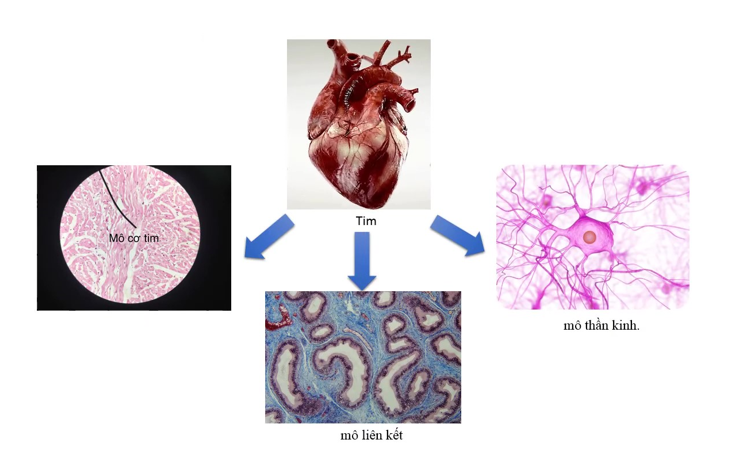 Tim
Mô cơ tim
mô thần kinh.
mô liên kết